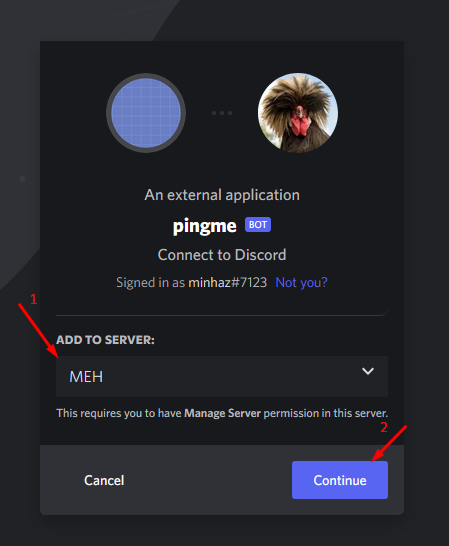 An external application
pingme BOT
Connect to Discord
Signed in as minhaz#7123 Not you?
1
ADD TO SERVER:
MEH
This requires you to have Manage Server permission in this server.
2
Cancel Continue